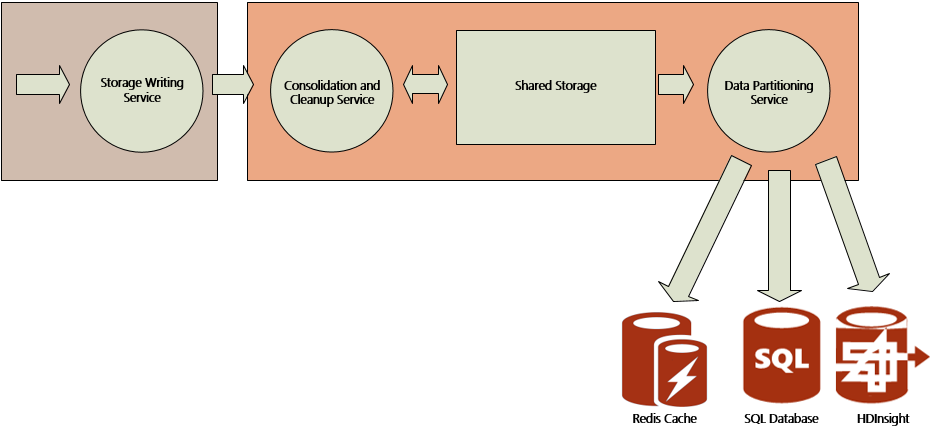 Storage Writing
Service
Consolidation and
Cleanup Service
Shared Storage
Data Partitioning
Service
SQL
Redis Cache
SQL Database
HDInsight